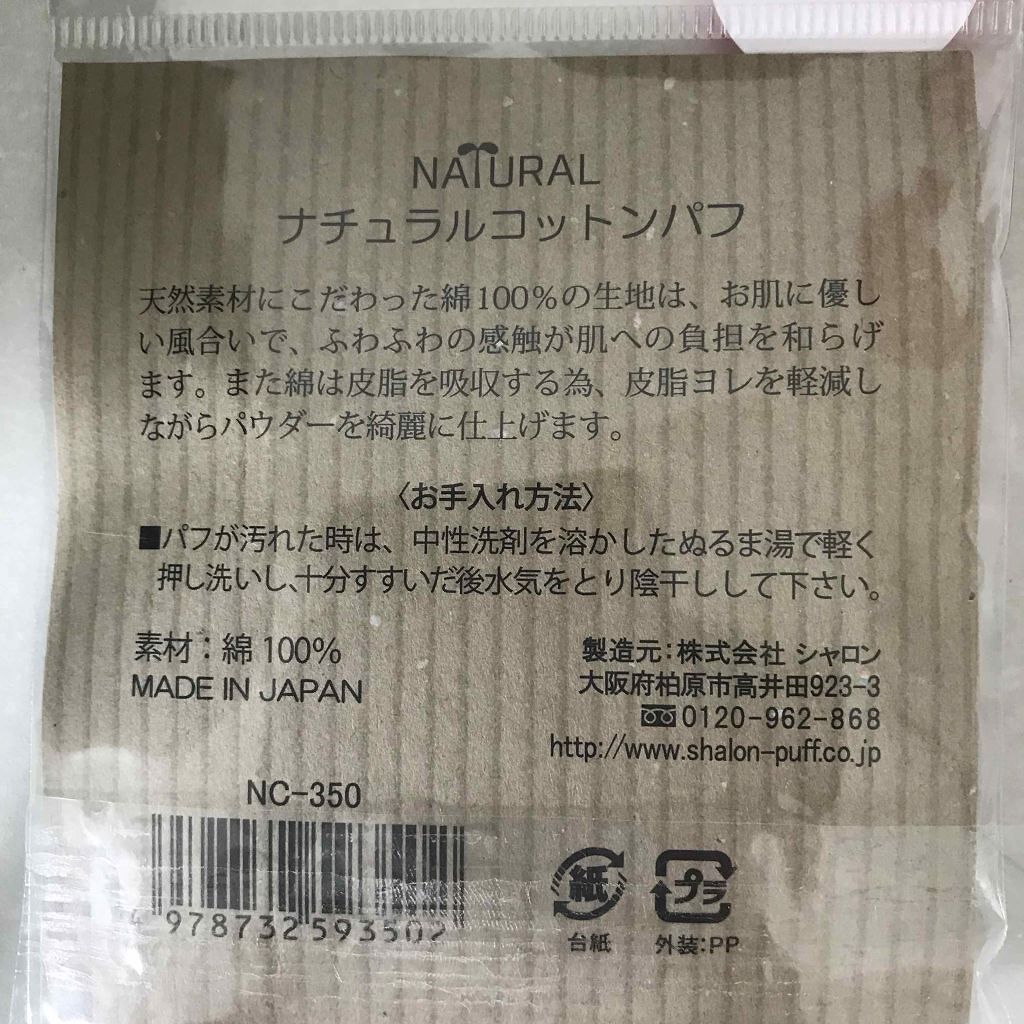 NATURAL
ナチュラルコットンパフ
天然素材にこだわった綿100%の生地は、お肌に優し
い風合いで、ふわふわの感触が肌への負担を和らげ
ます。また綿は皮脂を吸収する為、皮脂ヨレを軽減し
ながらパウダーを綺麗に仕上げます。
〈お手入れ方法〉
■パフが汚れた時は、中性洗剤を溶かしたぬるま湯で軽く
押し洗いし、十分すすいだ後水気をとり陰干しして下さい。
素材：綿 100%
MADE IN JAPAN
製造元：株式会社 シャロン
大阪府柏原市高井田923-3
0120-962-868
http://www.shalon-puff.co.jp
NC-350
4 978732 593502
紙
プラ
台紙
外装:PP